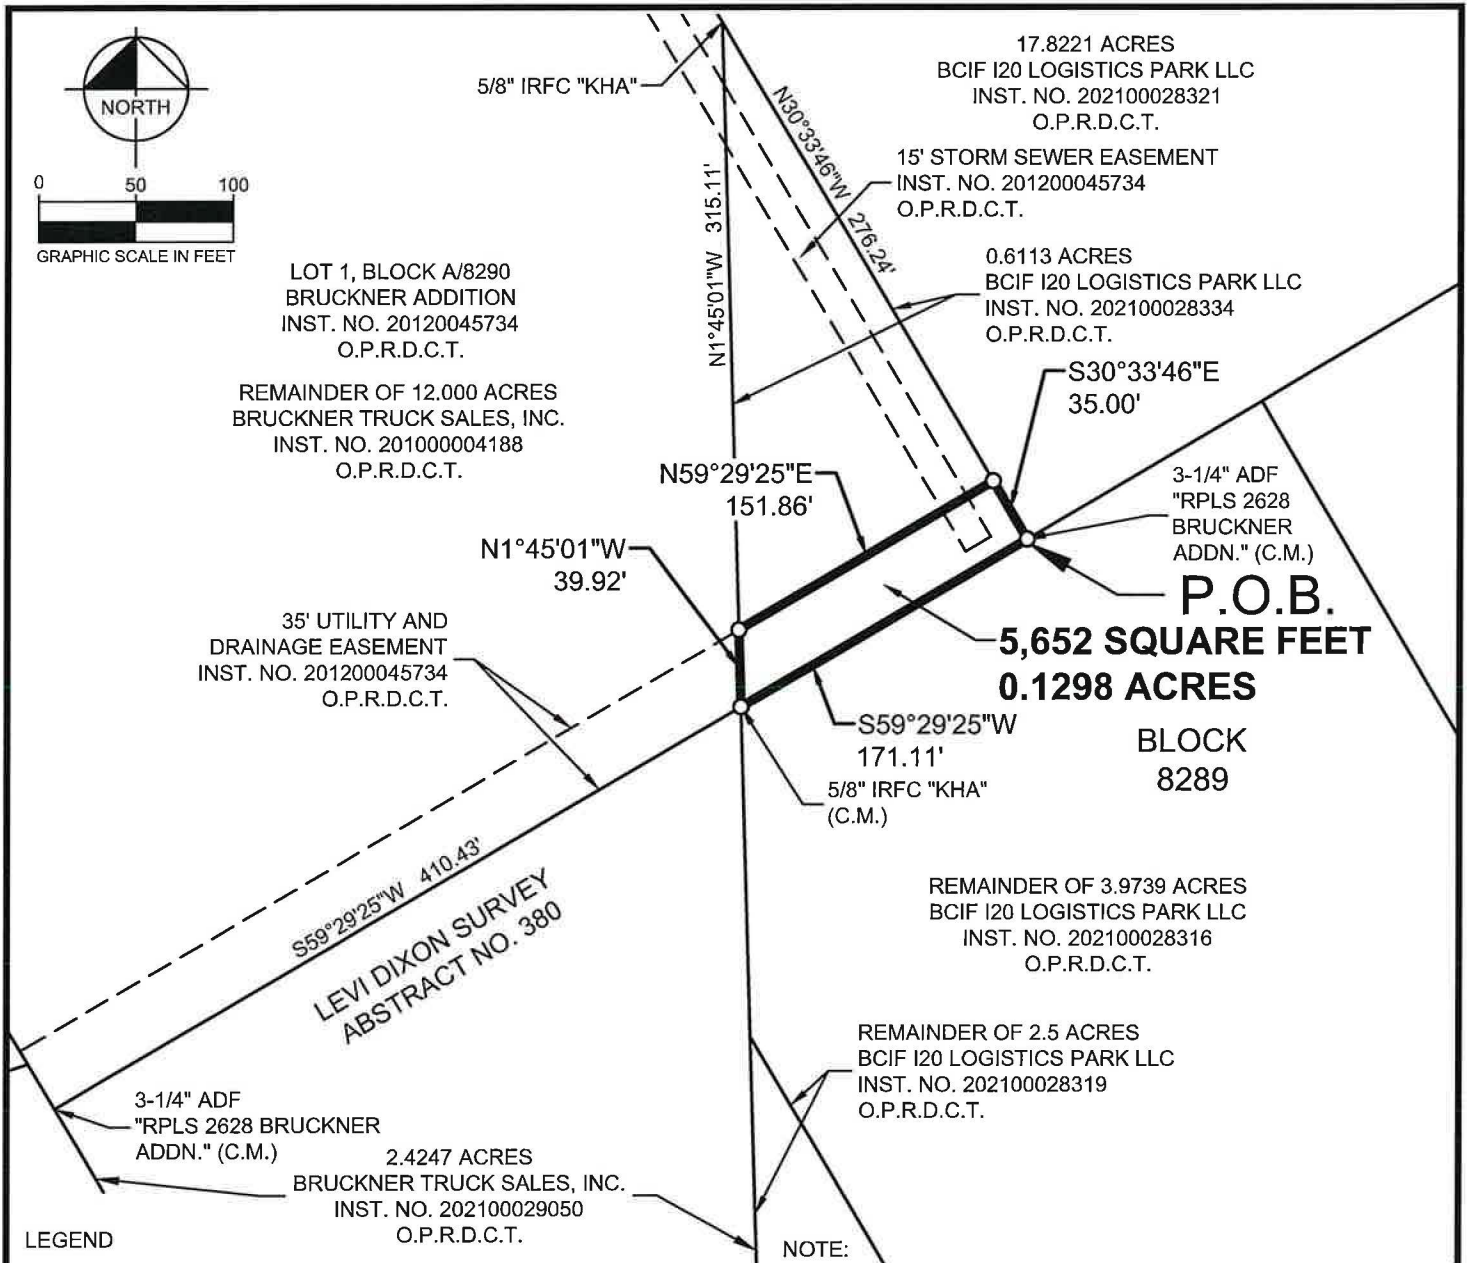 NORTH
0 50 100
GRAPHIC SCALE IN FEET
5/8" IRFC "KHA"
17.8221 ACRES
BCIF I20 LOGISTICS PARK LLC
INST. NO. 202100028321
O.P.R.D.C.T.
N30°33'46"W 276.24'
15' STORM SEWER EASEMENT
INST. NO. 201200045734
O.P.R.D.C.T.
N1°45'01"W 315.11'
0.6113 ACRES
BCIF I20 LOGISTICS PARK LLC
INST. NO. 202100028334
O.P.R.D.C.T.
LOT 1, BLOCK A/8290
BRUCKNER ADDITION
INST. NO. 20120045734
O.P.R.D.C.T.
REMAINDER OF 12.000 ACRES
BRUCKNER TRUCK SALES, INC.
INST. NO. 201000004188
O.P.R.D.C.T.
S30°33'46"E
35.00'
N59°29'25"E
151.86'
3-1/4" ADF
"RPLS 2628
BRUCKNER
ADDN." (C.M.)
N1°45'01"W
39.92'
P.O.B.
5,652 SQUARE FEET
0.1298 ACRES
35' UTILITY AND
DRAINAGE EASEMENT
INST. NO. 201200045734
O.P.R.D.C.T.
S59°29'25"W
171.11'
BLOCK
8289
5/8" IRFC "KHA"
(C.M.)
S59°29'25"W 410.43'
LEVI DIXON SURVEY
ABSTRACT NO. 380
REMAINDER OF 3.9739 ACRES
BCIF I20 LOGISTICS PARK LLC
INST. NO. 202100028316
O.P.R.D.C.T.
REMAINDER OF 2.5 ACRES
BCIF I20 LOGISTICS PARK LLC
INST. NO. 202100028319
O.P.R.D.C.T.
3-1/4" ADF
"RPLS 2628 BRUCKNER
ADDN." (C.M.)
2.4247 ACRES
BRUCKNER TRUCK SALES, INC.
INST. NO. 202100029050
O.P.R.D.C.T.
LEGEND
NOTE: